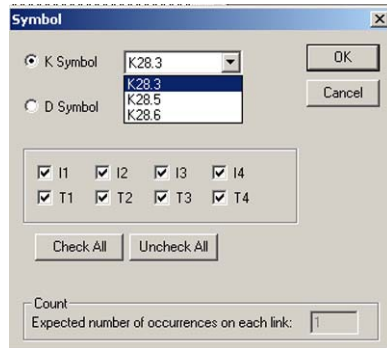 Symbol
K Symbol K28.3 OK
K28.3
K28.5
K28.6
Cancel
D Symbol
I1 I2 I3 I4
T1 T2 T3 T4
Check All Uncheck All
Count
Expected number of occurrences on each link: 1